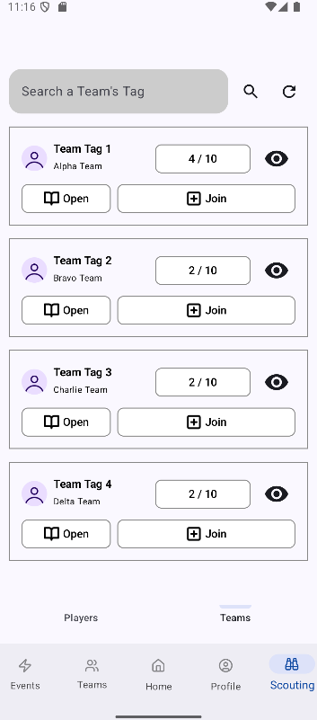 11:16
Search a Team's Tag
Team Tag 1
4 / 10
Alpha Team
Open
Join
Team Tag 2
2 / 10
Bravo Team
Open
Join
Team Tag 3
2 / 10
Charlie Team
Open
Join
Team Tag 4
2 / 10
Delta Team
Open
Join
Players
Teams
Events
Teams
Home
Profile
Scouting